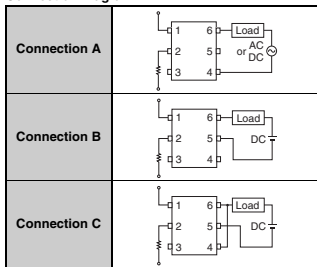 Connection A
1 6 Load
2 5 or AC
DC
3 4
Connection B
1 6 Load
2 5 DC
3 4
Connection C
1 6 Load
2 5 DC
3 4